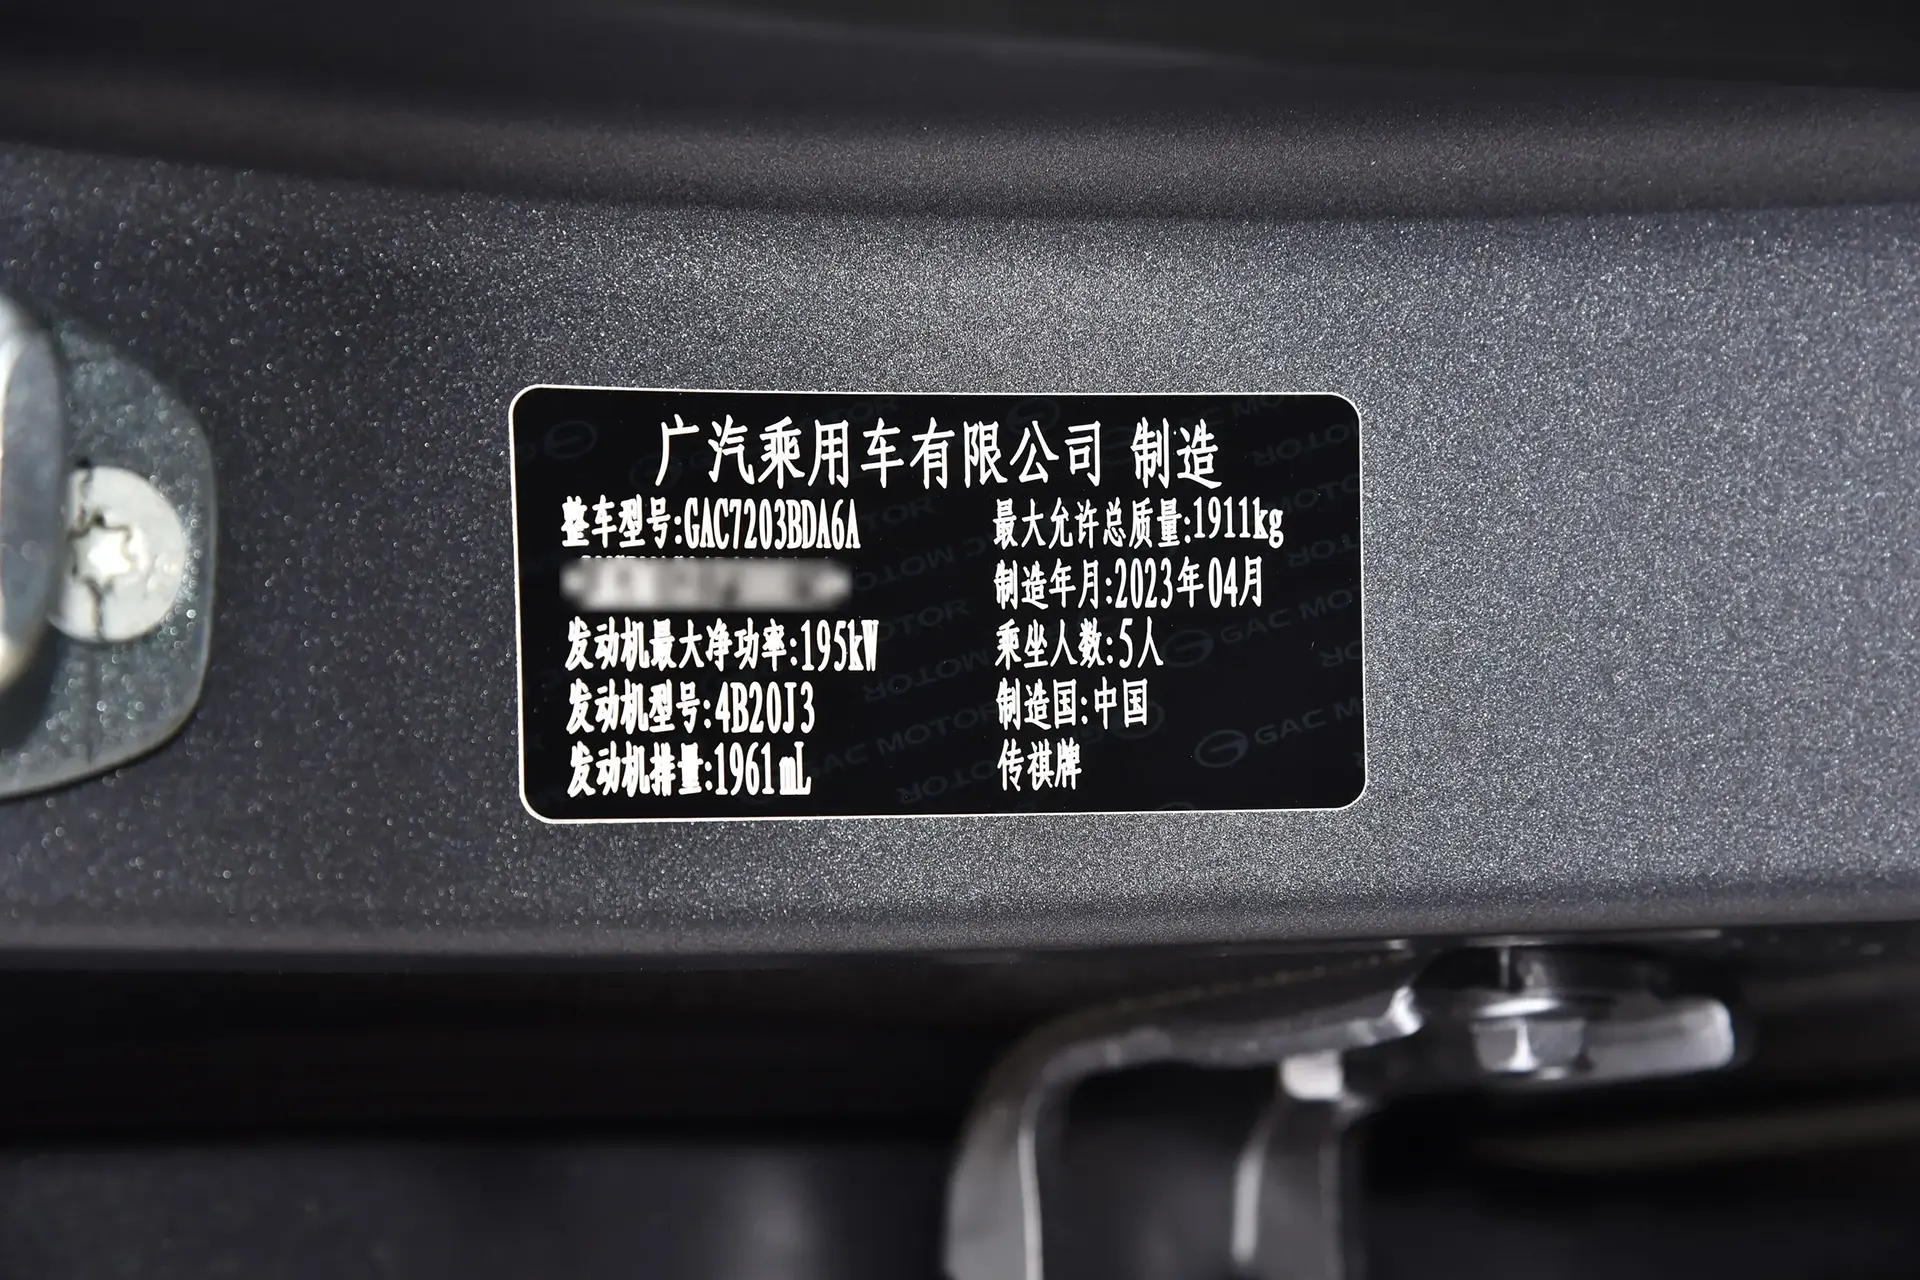 广汽乘用车有限公司 制造
整车型号:GAC7203BDA6A
最大允许总质量:1911kg
制造年月:2023年04月
发动机最大净功率:195kW
乘坐人数:5人
发动机型号:4B20J3
制造国:中国
发动机排量:1961mL
传祺牌
GAC MOTOR